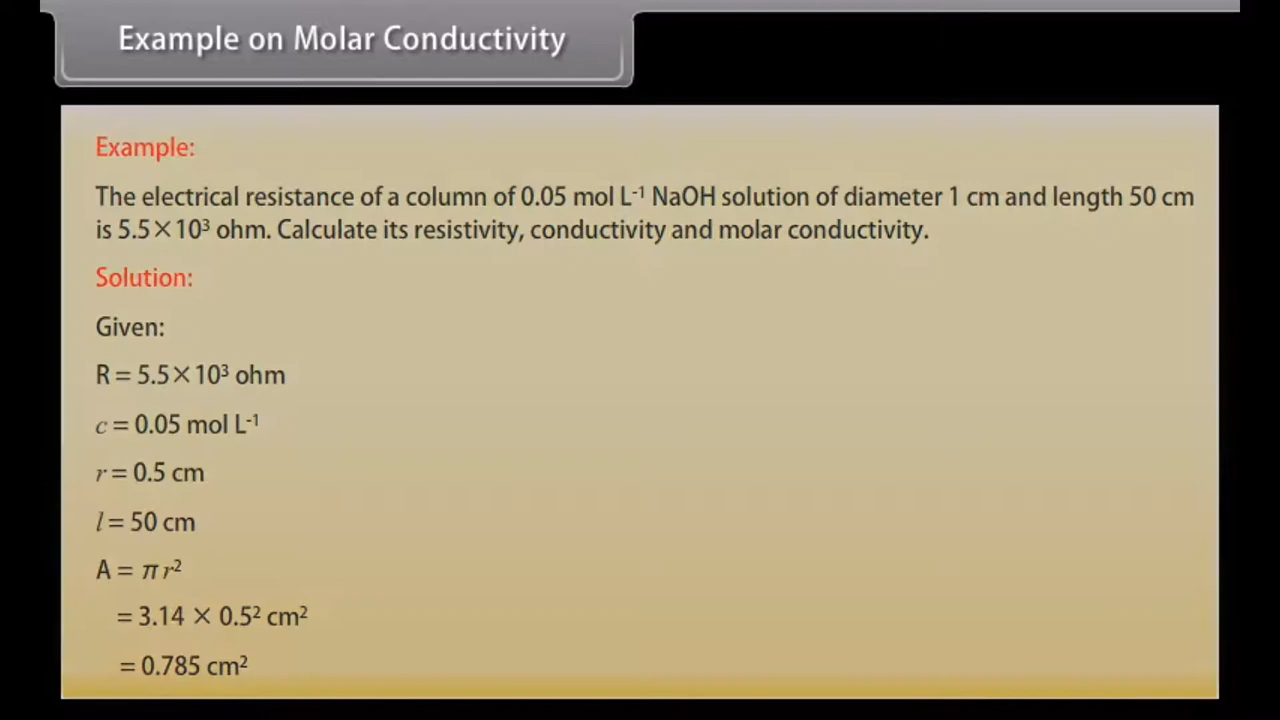 Example on Molar Conductivity
Example:
The electrical resistance of a column of 0.05 mol L⁻¹ NaOH solution of diameter 1 cm and length 50 cm
is 5.5×10³ ohm. Calculate its resistivity, conductivity and molar conductivity.
Solution:
Given:
R = 5.5×10³ ohm
c = 0.05 mol L⁻¹
r = 0.5 cm
l = 50 cm
A = π r²
= 3.14 × 0.5² cm²
= 0.785 cm²